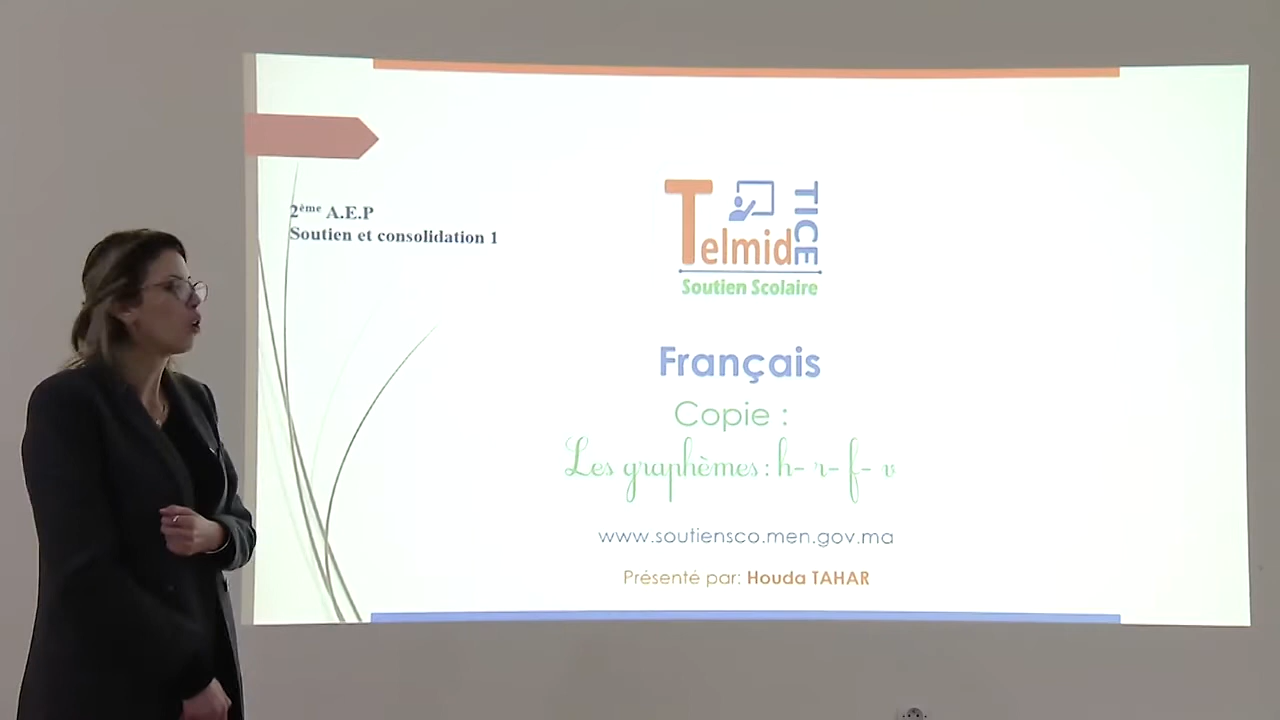 2ème A.E.P
Soutien et consolidation 1
Telmid TICE
Soutien Scolaire
Français
Copie :
Les graphèmes : h- r- f- v
www.soutiensco.men.gov.ma
Présenté par: Houda TAHAR